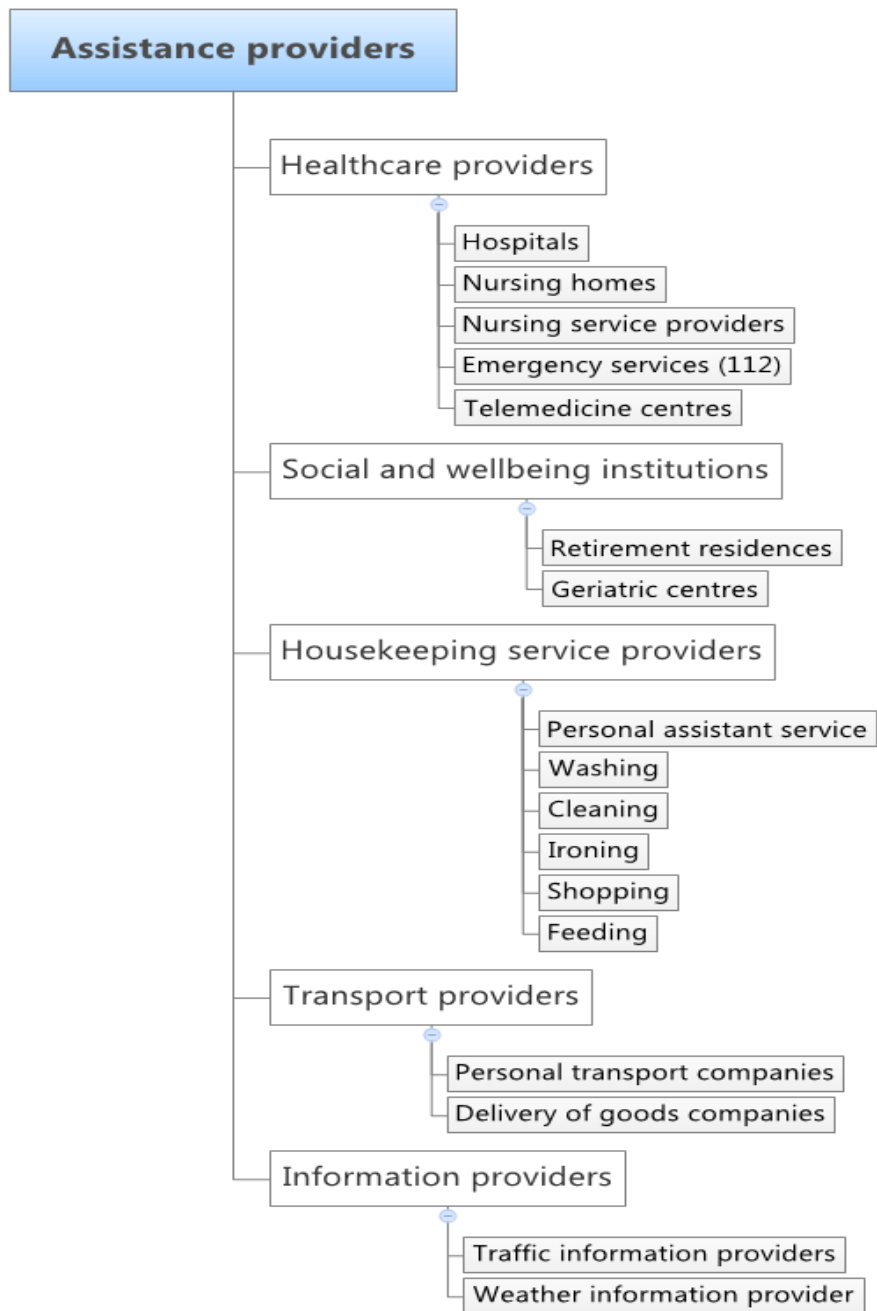 Assistance providers
Healthcare providers
Hospitals
Nursing homes
Nursing service providers
Emergency services (112)
Telemedicine centres
Social and wellbeing institutions
Retirement residences
Geriatric centres
Housekeeping service providers
Personal assistant service
Washing
Cleaning
Ironing
Shopping
Feeding
Transport providers
Personal transport companies
Delivery of goods companies
Information providers
Traffic information providers
Weather information provider